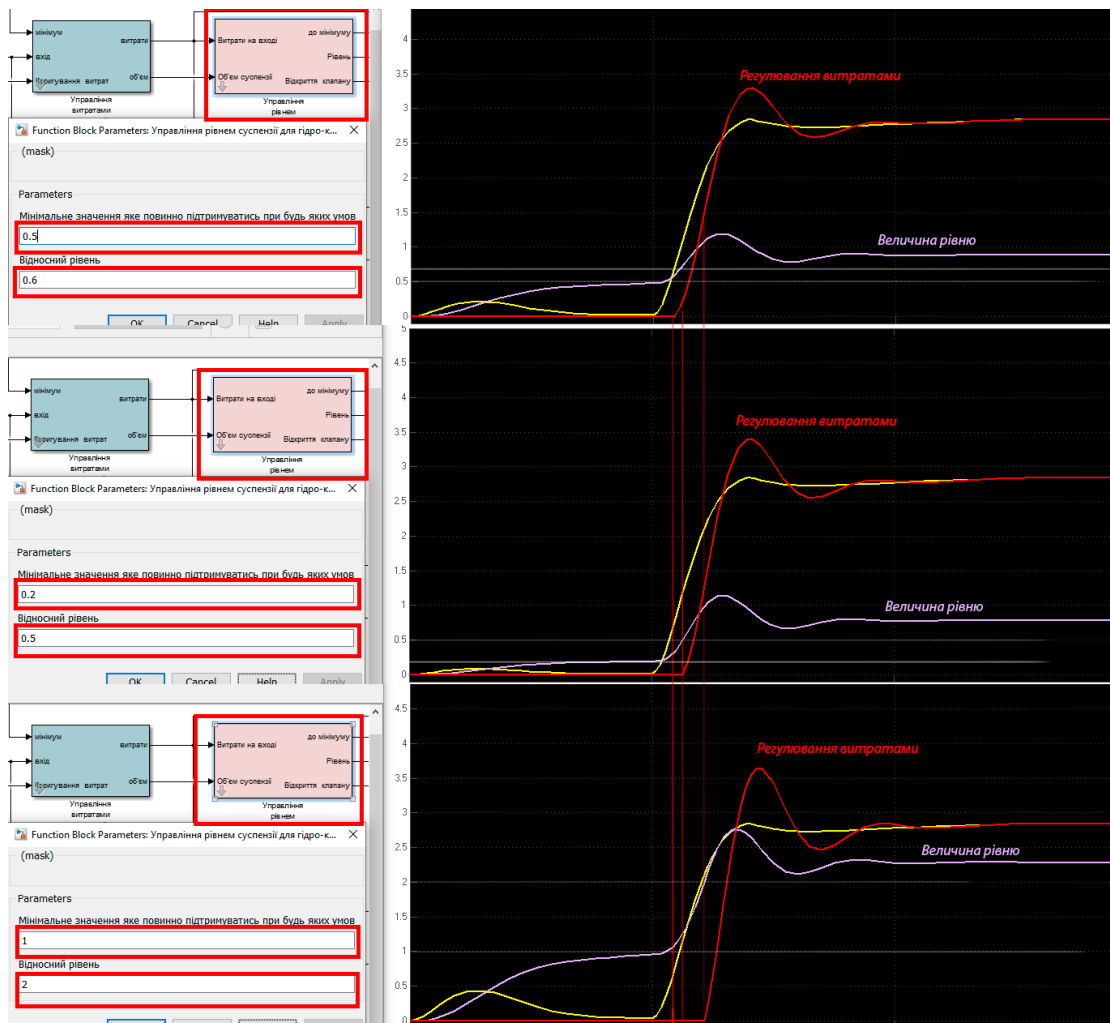 мінімум
витрати
вхід
Коригування витрат
об'єм
Управління
витратами
Витрати на вході
до мінімуму
Рівень
Об'єм суспензії
Відкриття клапану
Управління
рівнем
Function Block Parameters: Управління рівнем суспензії для гідро-к...
(mask)
Parameters
Мінімальне значення яке повинно підтримуватись при будь яких умов
0.5
Відносний рівень
0.6
OK
Cancel
Help
Apply
4
3.5
3
2.5
2
1.5
1
0.5
0
Регулювання витратами
Величина рівню
мінімум
витрати
вхід
Коригування витрат
об'єм
Управління
витратами
Витрати на вході
до мінімуму
Рівень
Об'єм суспензії
Відкриття клапану
Управління
рівнем
Function Block Parameters: Управління рівнем суспензії для гідро-к...
(mask)
Parameters
Мінімальне значення яке повинно підтримуватись при будь яких умов
0.2
Відносний рівень
0.5
OK
Cancel
Help
Apply
5
4.5
4
3.5
3
2.5
2
1.5
1
0.5
0
Регулювання витратами
Величина рівню
мінімум
витрати
вхід
Коригування витрат
об'єм
Управління
витратами
Витрати на вході
до мінімуму
Рівень
Об'єм суспензії
Відкриття клапану
Управління
рівнем
Function Block Parameters: Управління рівнем суспензії для гідро-к...
(mask)
Parameters
Мінімальне значення яке повинно підтримуватись при будь яких умов
1
Відносний рівень
2
4.5
4
3.5
3
2.5
2
1.5
1
0.5
0
Регулювання витратами
Величина рівню